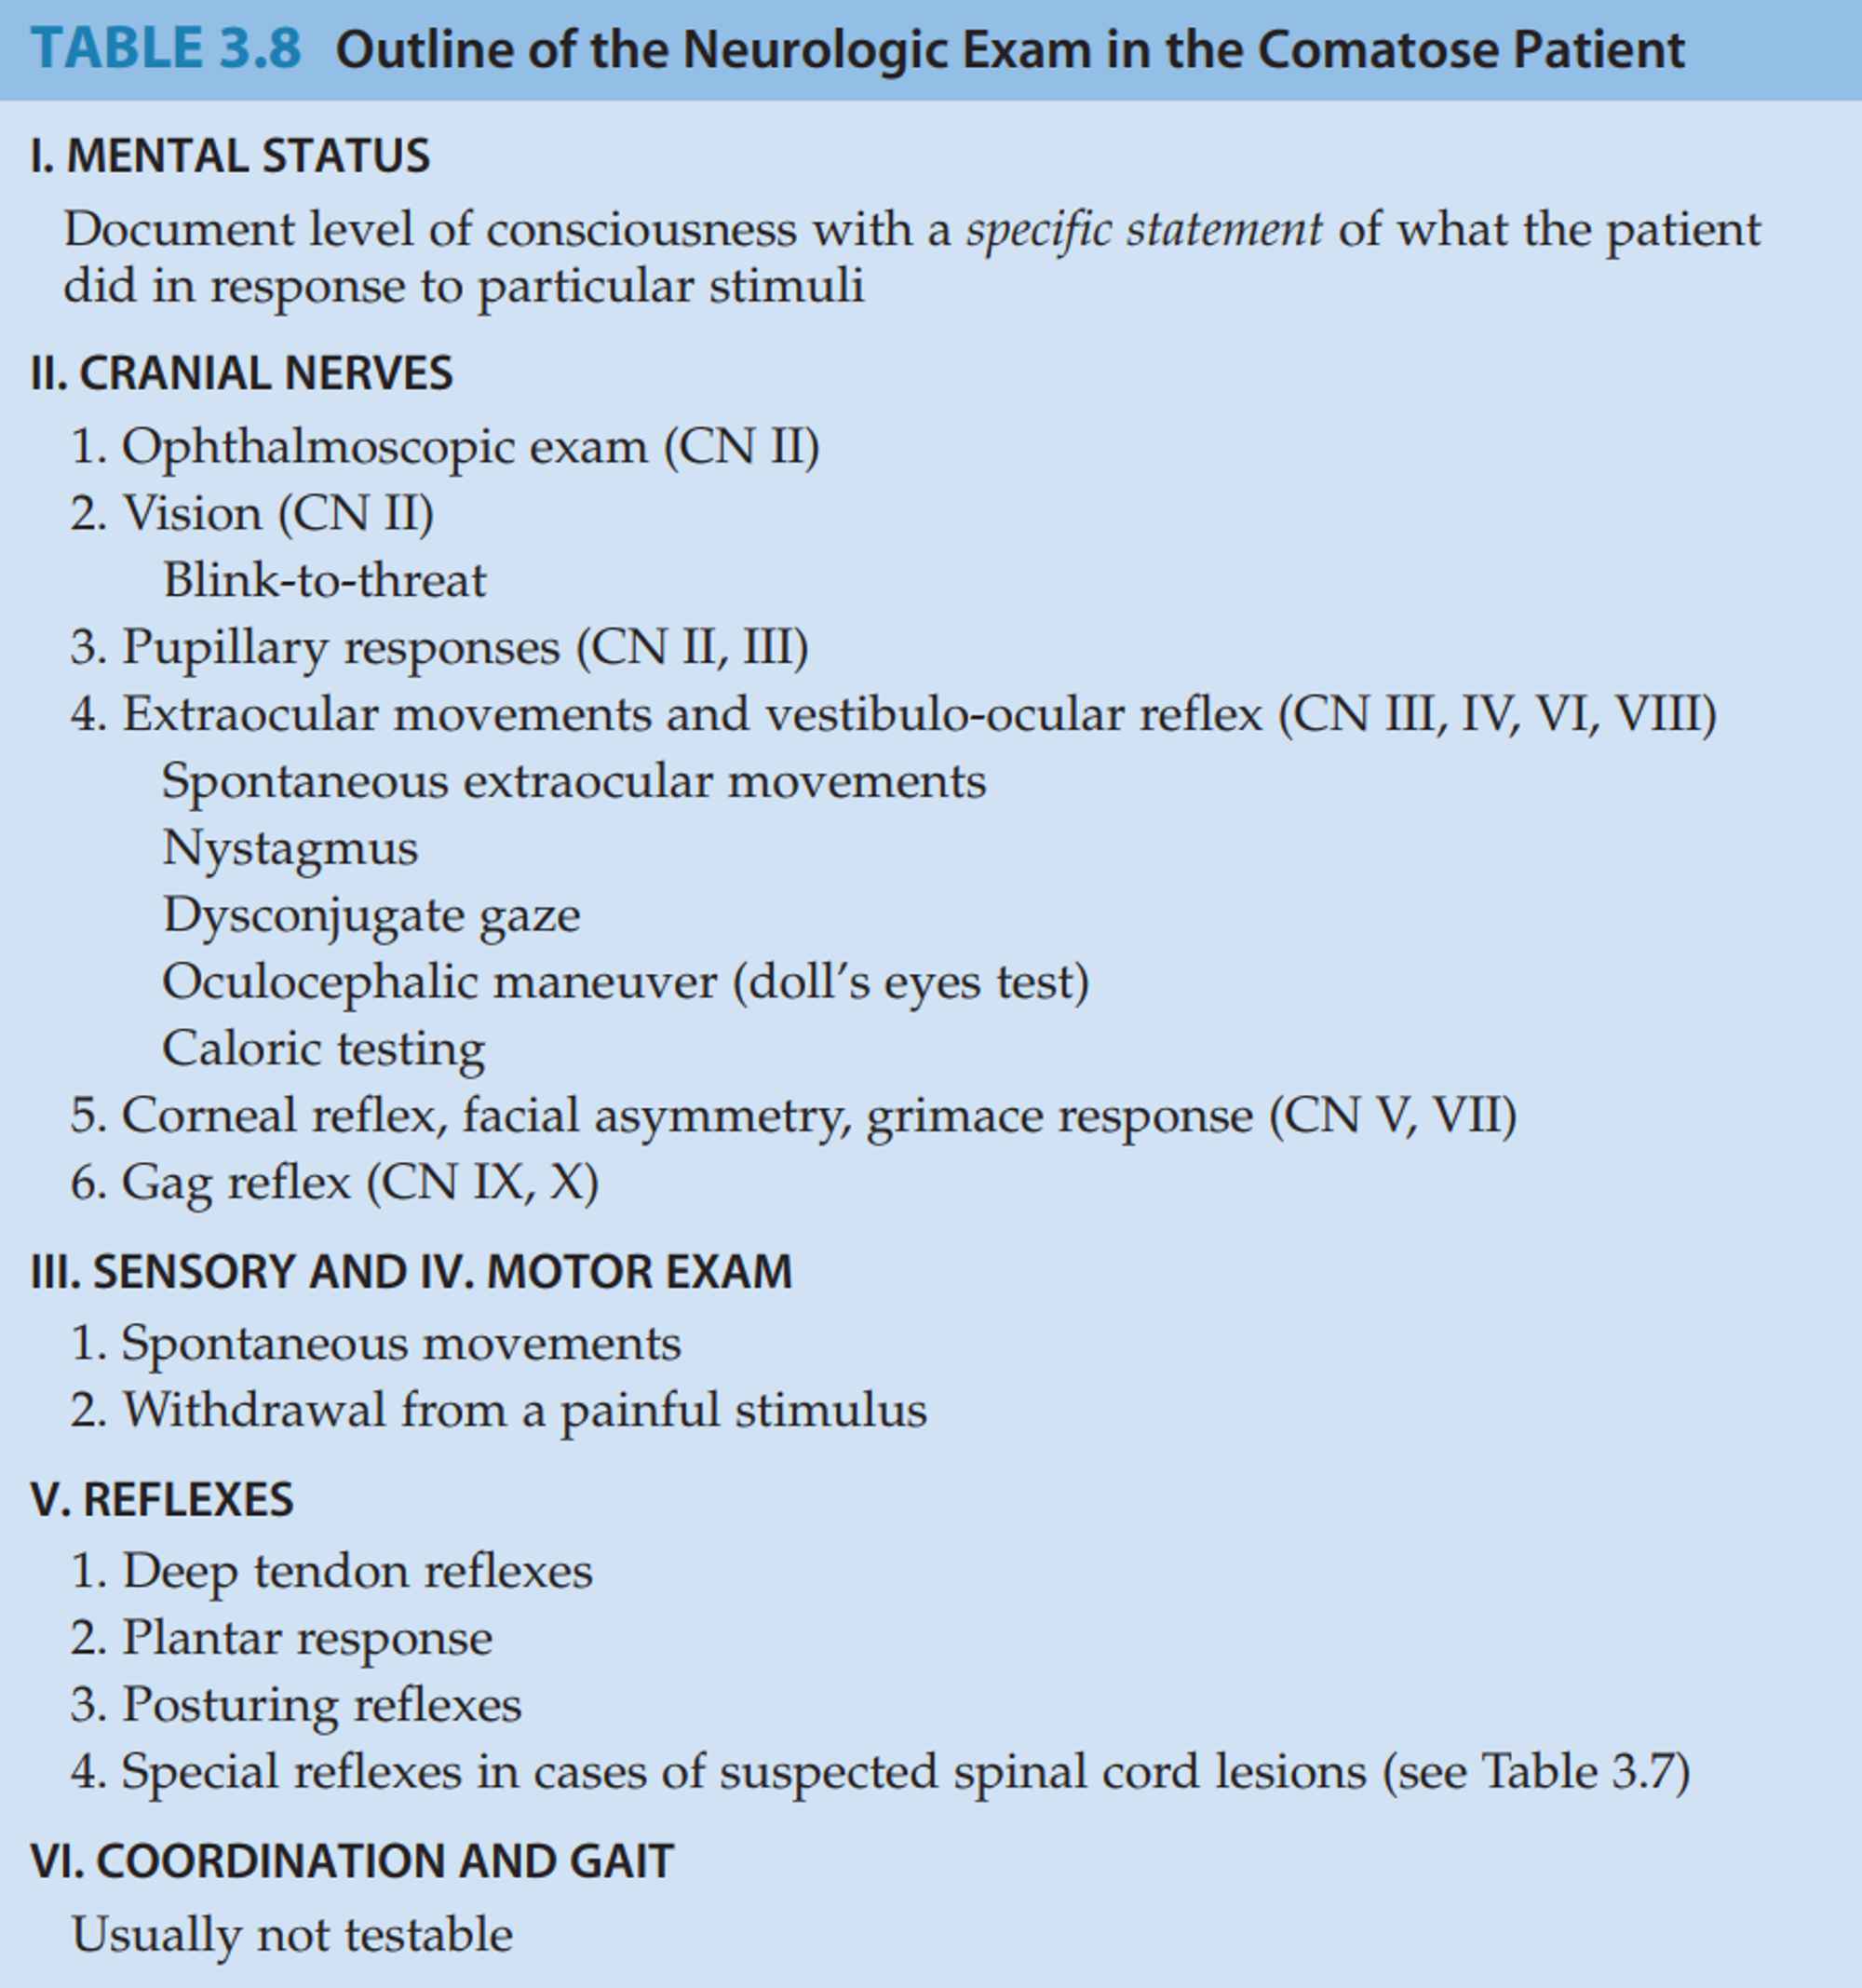 TABLE 3.8 Outline of the Neurologic Exam in the Comatose Patient
I. MENTAL STATUS
Document level of consciousness with a specific statement of what the patient
did in response to particular stimuli
II. CRANIAL NERVES
1. Ophthalmoscopic exam (CN II)
2. Vision (CN II)
Blink-to-threat
3. Pupillary responses (CN II, III)
4. Extraocular movements and vestibulo-ocular reflex (CN III, IV, VI, VIII)
Spontaneous extraocular movements
Nystagmus
Dysconjugate gaze
Oculocephalic maneuver (doll's eyes test)
Caloric testing
5. Corneal reflex, facial asymmetry, grimace response (CN V, VII)
6. Gag reflex (CN IX, X)
III. SENSORY AND IV. MOTOR EXAM
1. Spontaneous movements
2. Withdrawal from a painful stimulus
V. REFLEXES
1. Deep tendon reflexes
2. Plantar response
3. Posturing reflexes
4. Special reflexes in cases of suspected spinal cord lesions (see Table 3.7)
VI. COORDINATION AND GAIT
Usually not testable